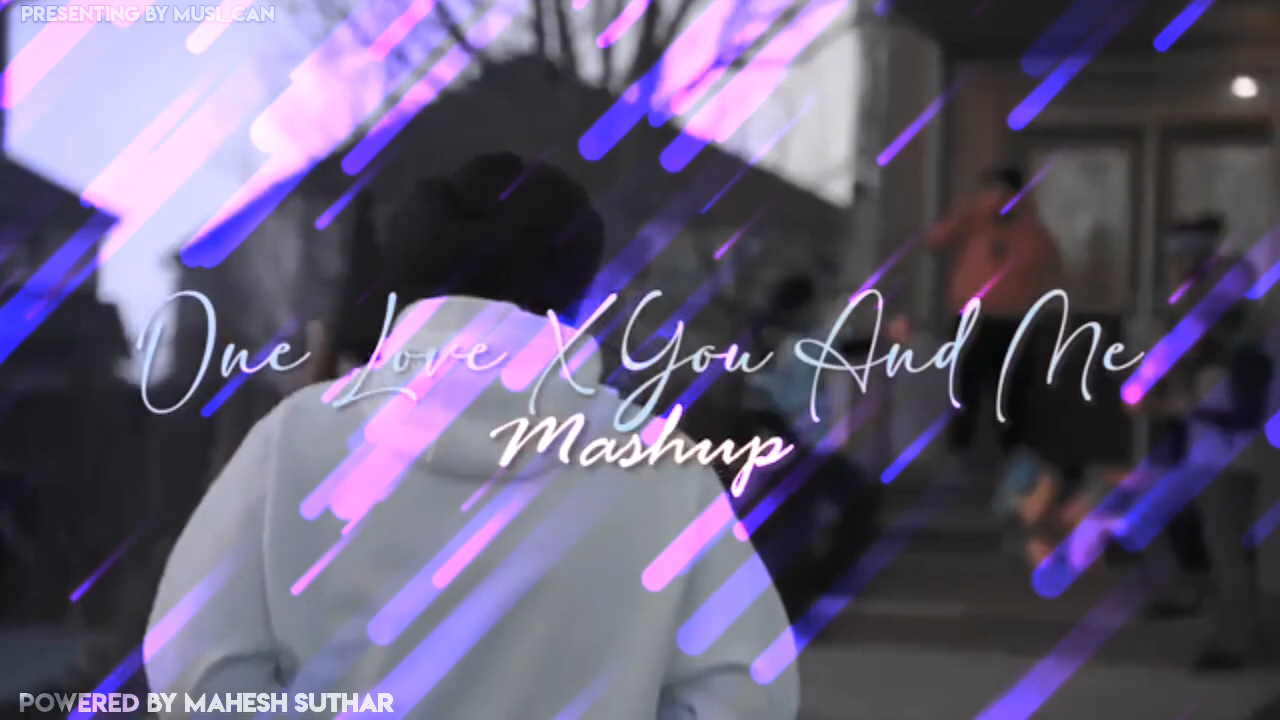 PRESENTING BY MUSI_CAN
One Love X You And Me
Mashup
POWERED BY MAHESH SUTHAR